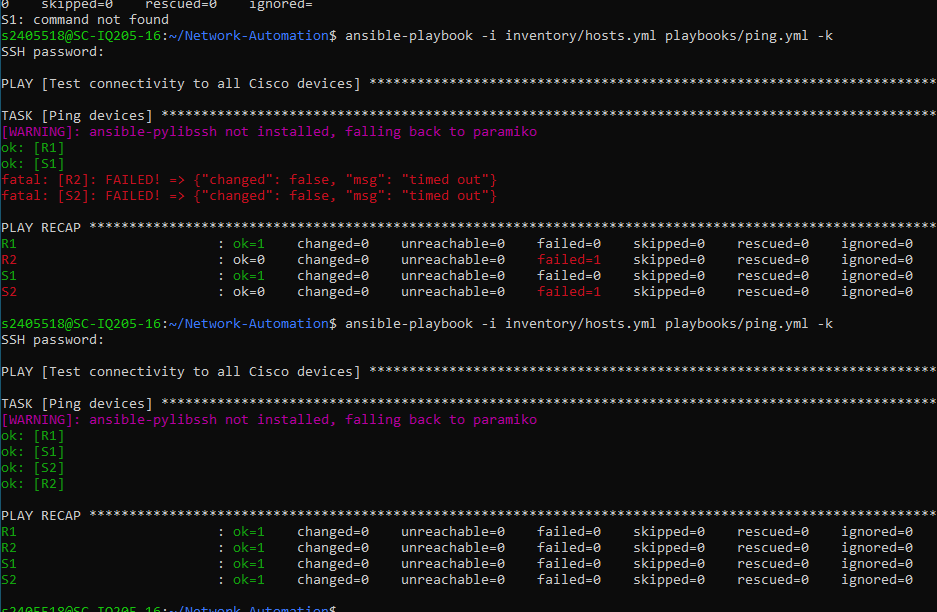 0    skipped=0    rescued=0    ignored=
S1: command not found
s2405518@SC-IQ205-16:~/Network-Automation$ ansible-playbook -i inventory/hosts.yml playbooks/ping.yml -k
SSH password:
PLAY [Test connectivity to all Cisco devices] ***********************************************************************
TASK [Ping devices] *************************************************************************************************
[WARNING]: ansible-pylibssh not installed, falling back to paramiko
ok: [R1]
ok: [S1]
fatal: [R2]: FAILED! => {"changed": false, "msg": "timed out"}
fatal: [S2]: FAILED! => {"changed": false, "msg": "timed out"}
PLAY RECAP **********************************************************************************************************
R1                         : ok=1    changed=0    unreachable=0    failed=0    skipped=0    rescued=0    ignored=0
R2                         : ok=0    changed=0    unreachable=0    failed=1    skipped=0    rescued=0    ignored=0
S1                         : ok=1    changed=0    unreachable=0    failed=0    skipped=0    rescued=0    ignored=0
S2                         : ok=0    changed=0    unreachable=0    failed=1    skipped=0    rescued=0    ignored=0
s2405518@SC-IQ205-16:~/Network-Automation$ ansible-playbook -i inventory/hosts.yml playbooks/ping.yml -k
SSH password:
PLAY [Test connectivity to all Cisco devices] ***********************************************************************
TASK [Ping devices] *************************************************************************************************
[WARNING]: ansible-pylibssh not installed, falling back to paramiko
ok: [R1]
ok: [S1]
ok: [S2]
ok: [R2]
PLAY RECAP **********************************************************************************************************
R1                         : ok=1    changed=0    unreachable=0    failed=0    skipped=0    rescued=0    ignored=0
R2                         : ok=1    changed=0    unreachable=0    failed=0    skipped=0    rescued=0    ignored=0
S1                         : ok=1    changed=0    unreachable=0    failed=0    skipped=0    rescued=0    ignored=0
S2                         : ok=1    changed=0    unreachable=0    failed=0    skipped=0    rescued=0    ignored=0
s2405518@SC-IQ205-16:~/Network-Automation$